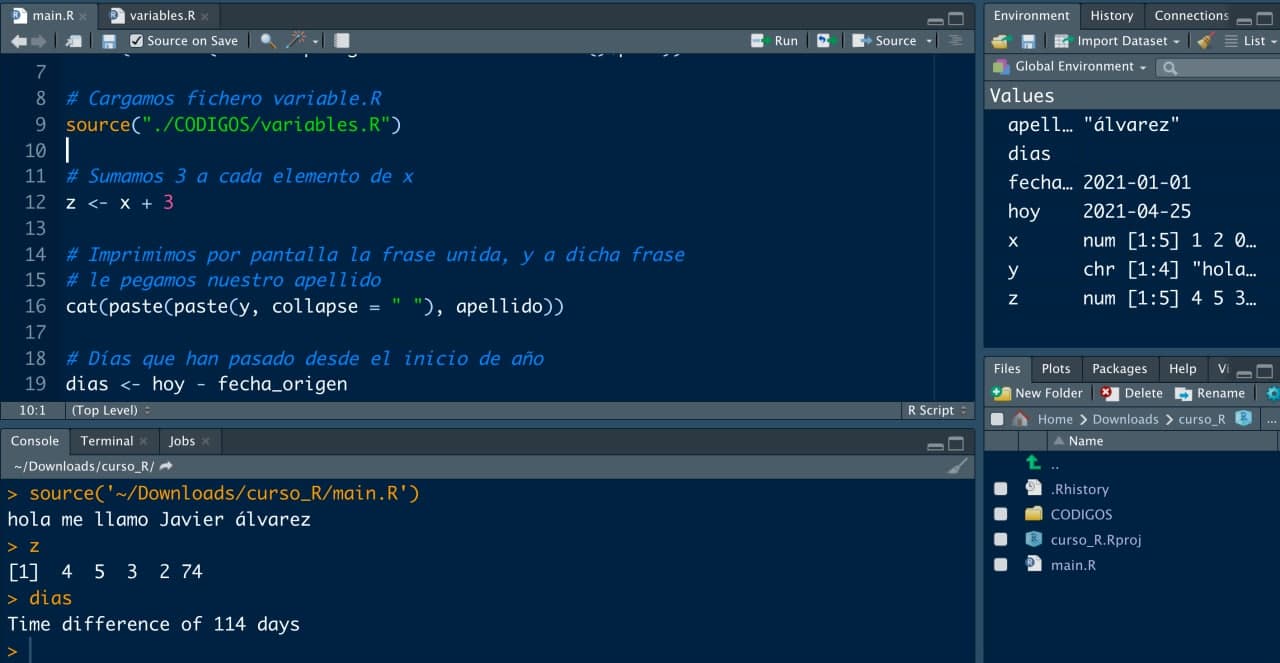 main.R
variables.R
Source on Save
Run
Source
7
8 # Cargamos fichero variable.R
9 source("./CODIGOS/variables.R")
10
11 # Sumamos 3 a cada elemento de x
12 z <- x + 3
13
14 # Imprimimos por pantalla la frase unida, y a dicha frase
15 # le pegamos nuestro apellido
16 cat(paste(paste(y, collapse = " "), apellido))
17
18 # Días que han pasado desde el inicio de año
19 dias <- hoy - fecha_origen
10:1 (Top Level) R Script
Console Terminal Jobs
~/Downloads/curso_R/
> source('~/Downloads/curso_R/main.R')
hola me llamo Javier álvarez
> z
[1]  4  5  3  2 74
> dias
Time difference of 114 days
>
Environment History Connections
Import Dataset List
Global Environment
Values
apell… "álvarez"
dias
fecha… 2021-01-01
hoy 2021-04-25
x num [1:5] 1 2 0…
y chr [1:4] "hola…
z num [1:5] 4 5 3…
Files Plots Packages Help Vi
New Folder Delete Rename
Home > Downloads > curso_R ...
Name
..
.Rhistory
CODIGOS
curso_R.Rproj
main.R